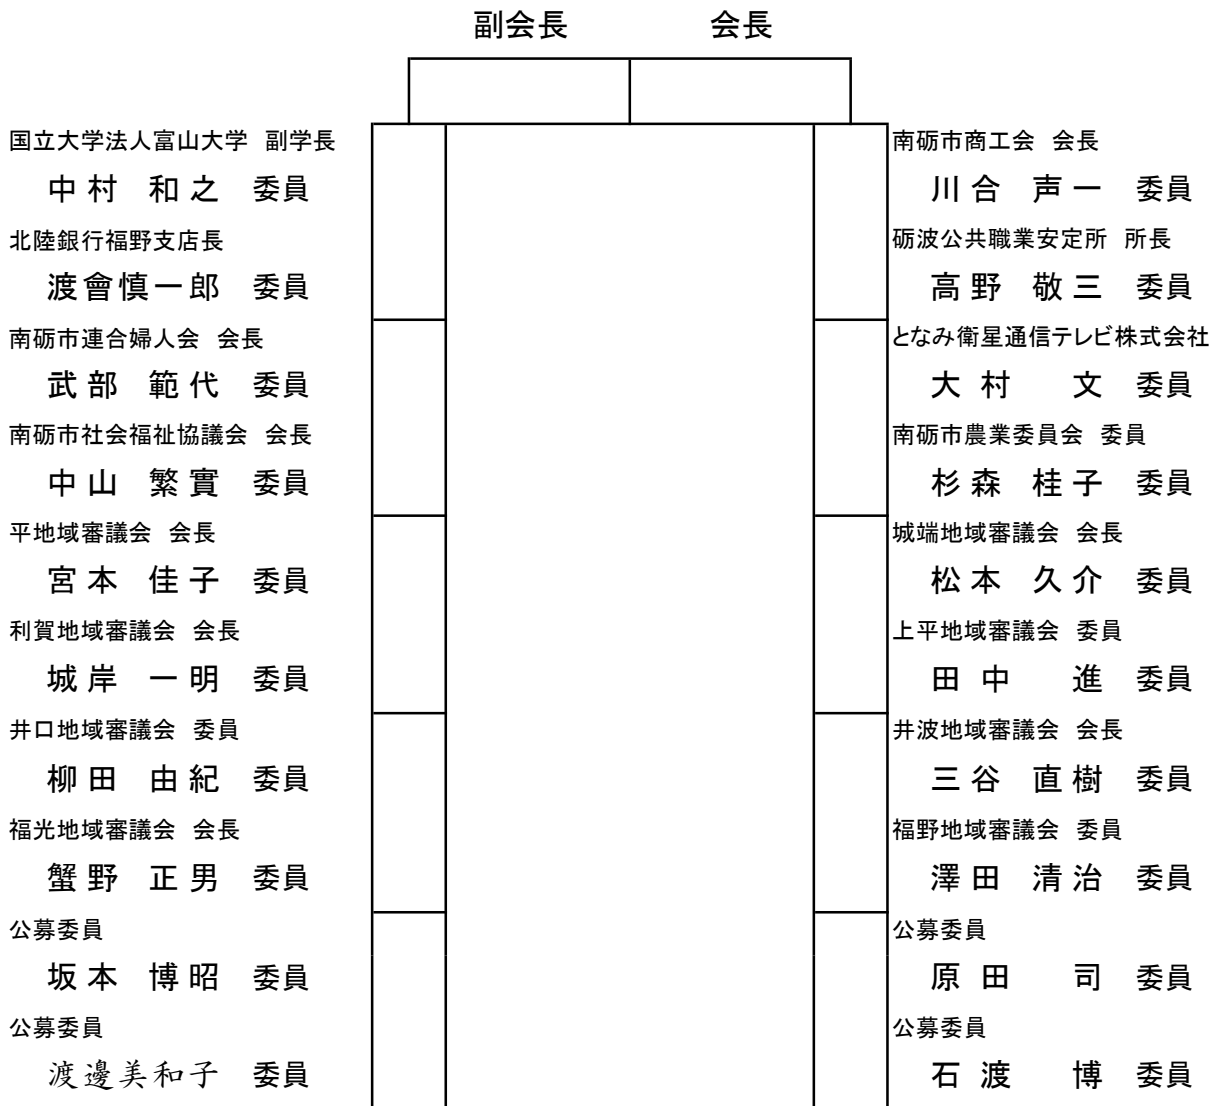 副会長 会長
国立大学法人富山大学 副学長
中村 和之 委員
北陸銀行福野支店長
渡會慎一郎 委員
南砺市連合婦人会 会長
武部 範代 委員
南砺市社会福祉協議会 会長
中山 繁實 委員
平地域審議会 会長
宮本 佳子 委員
利賀地域審議会 会長
城岸 一明 委員
井口地域審議会 委員
柳田 由紀 委員
福光地域審議会 会長
蟹野 正男 委員
公募委員
坂本 博昭 委員
公募委員
渡邊美和子 委員
南砺市商工会 会長
川合 声一 委員
砺波公共職業安定所 所長
高野 敬三 委員
となみ衛星通信テレビ株式会社
大村 文 委員
南砺市農業委員会 委員
杉森 桂子 委員
城端地域審議会 会長
松本 久介 委員
上平地域審議会 委員
田中 進 委員
井波地域審議会 会長
三谷 直樹 委員
福野地域審議会 委員
澤田 清治 委員
公募委員
原田 司 委員
公募委員
石渡 博 委員